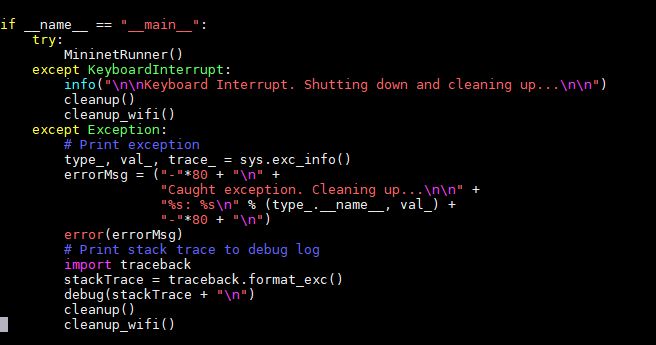 if __name__ == "__main__":
    try:
        MininetRunner()
    except KeyboardInterrupt:
        info("\n\nKeyboard Interrupt. Shutting down and cleaning up...\n\n")
        cleanup()
        cleanup_wifi()
    except Exception:
        # Print exception
        type_, val_, trace_ = sys.exc_info()
        errorMsg = ("-"*80 + "\n" +
                    "Caught exception. Cleaning up...\n\n" +
                    "%s: %s\n" % (type_.__name__, val_) +
                    "-"*80 + "\n")
        error(errorMsg)
        # Print stack trace to debug log
        import traceback
        stackTrace = traceback.format_exc()
        debug(stackTrace + "\n")
        cleanup()
        cleanup_wifi()